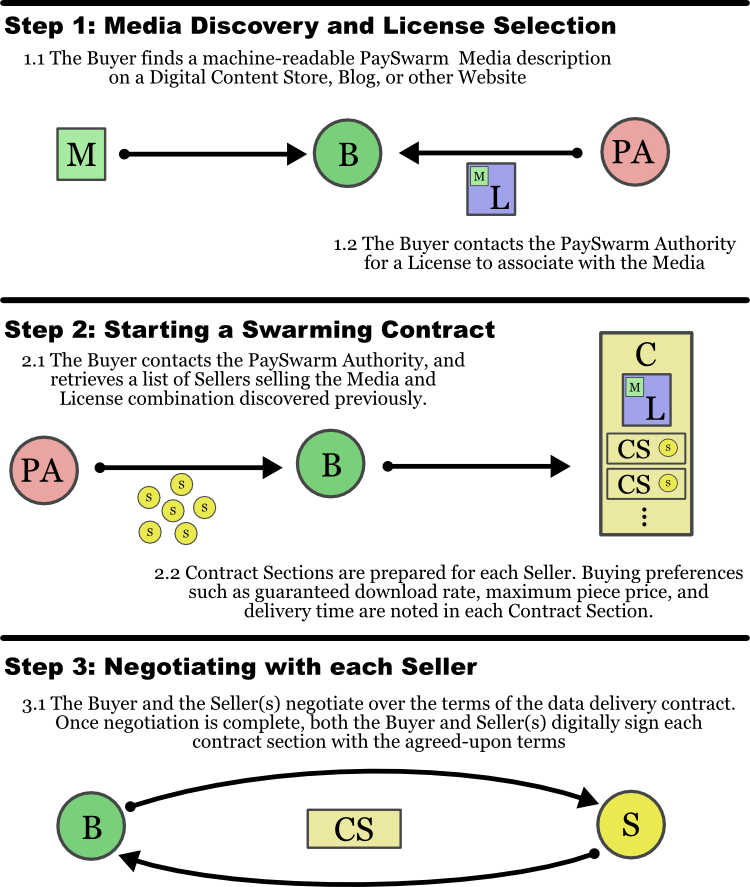 Step 1: Media Discovery and License Selection
1.1 The Buyer finds a machine-readable PaySwarm Media description
on a Digital Content Store, Blog, or other Website
M
B
PA
M
L
1.2 The Buyer contacts the PaySwarm Authority
for a License to associate with the Media
Step 2: Starting a Swarming Contract
2.1 The Buyer contacts the PaySwarm Authority, and
retrieves a list of Sellers selling the Media and
License combination discovered previously.
C
M
L
CS S
CS S
⋮
PA
B
S
S
S
S
S
S
2.2 Contract Sections are prepared for each Seller. Buying preferences
such as guaranteed download rate, maximum piece price, and
delivery time are noted in each Contract Section.
Step 3: Negotiating with each Seller
3.1 The Buyer and the Seller(s) negotiate over the terms of the data delivery contract.
Once negotiation is complete, both the Buyer and Seller(s) digitally sign each
contract section with the agreed-upon terms
B
CS
S